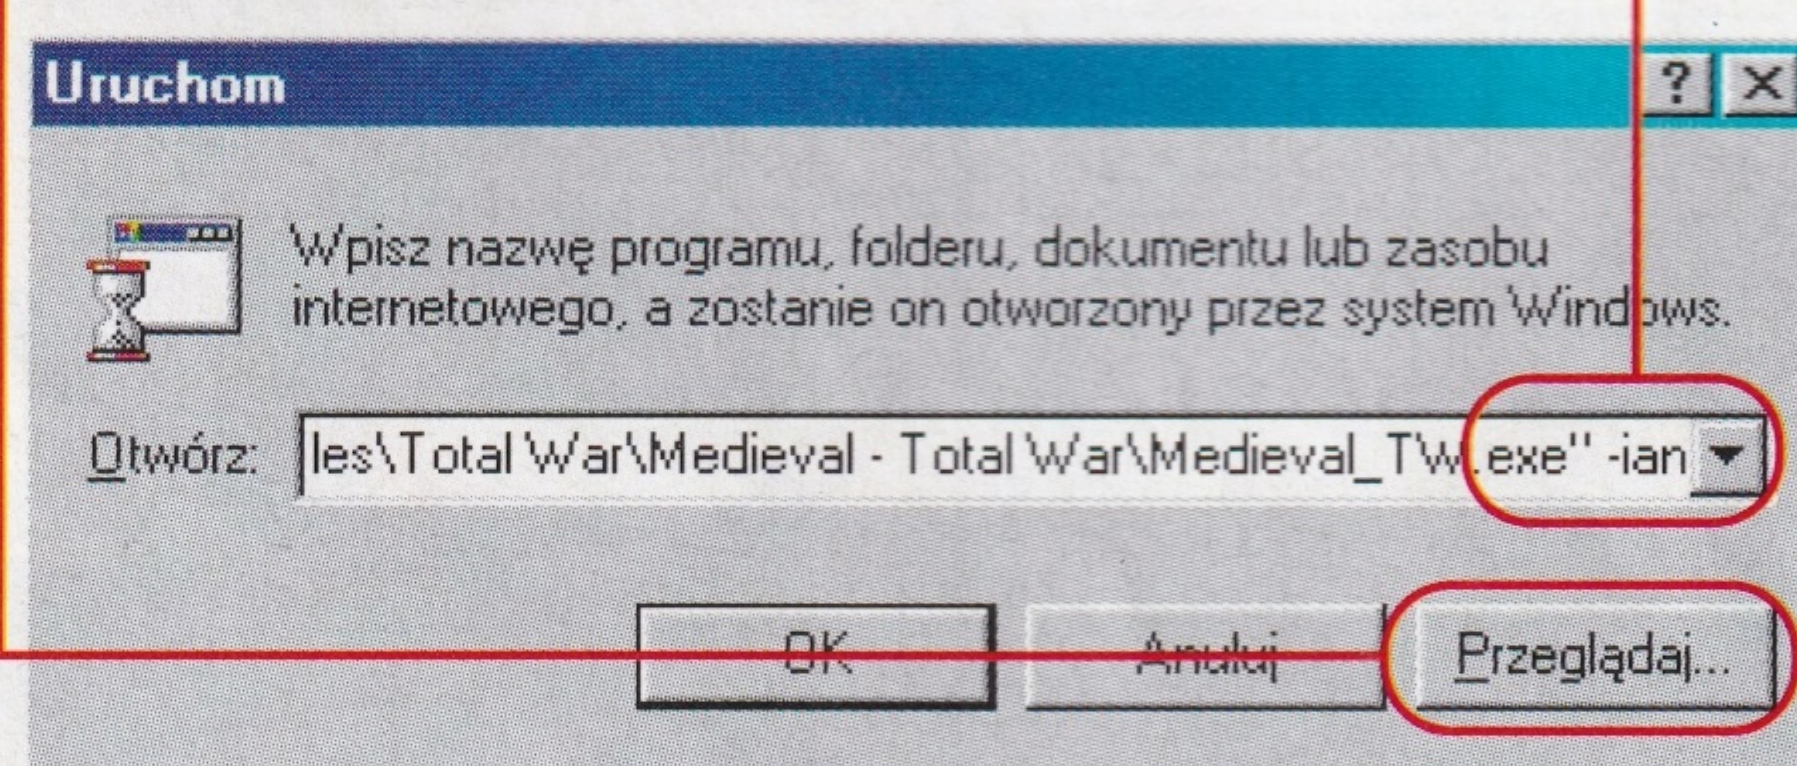 Uruchom
Wpisz nazwę programu, folderu, dokumentu lub zasobu
internetowego, a zostanie on otworzony przez system Windows.
Otwórz: les\Total War\Medieval - Total War\Medieval_TW.exe" -ian
OK Anuluj Przeglądaj...